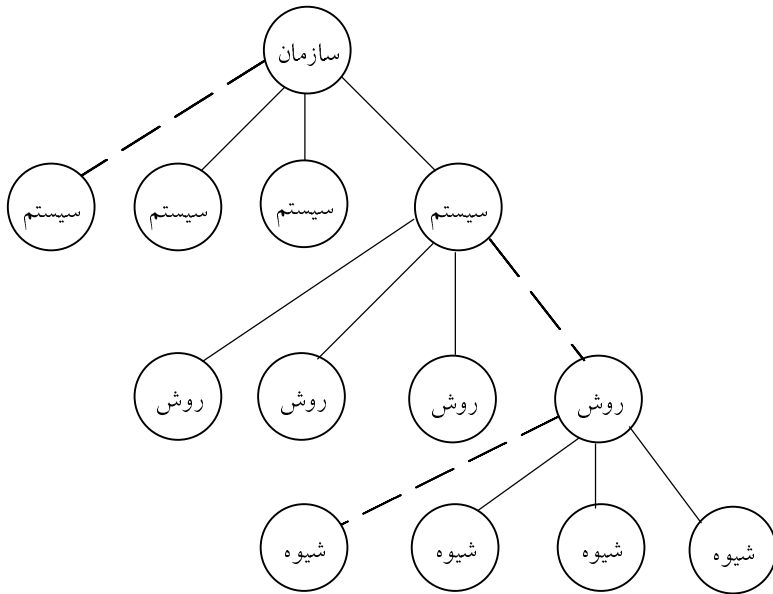 سازمان
سیستم سیستم سیستم سیستم
روش روش روش روش
شیوه شیوه شیوه شیوه